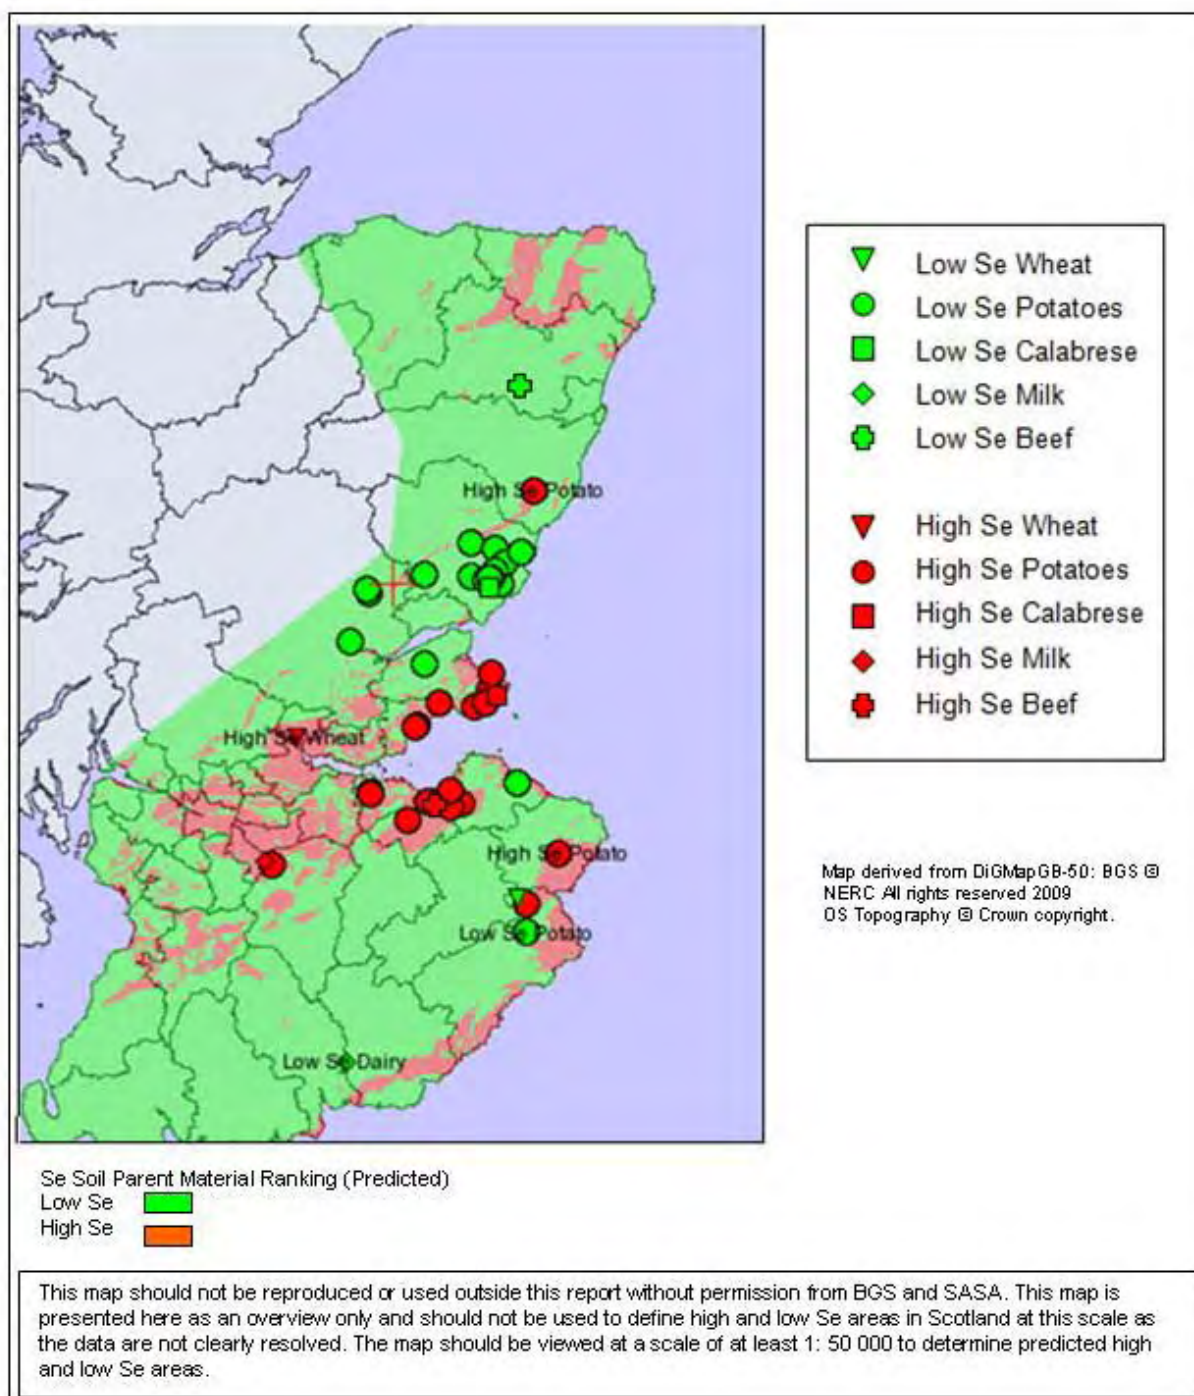 Low Se Wheat
Low Se Potatoes
Low Se Calabrese
Low Se Milk
Low Se Beef
High Se Wheat
High Se Potatoes
High Se Calabrese
High Se Milk
High Se Beef
High Se Potato
High Se Wheat
High Se Potato
Low Se Potato
Low Se Dairy
Map derived from DiGMapGB-50: BGS ©
NERC All rights reserved 2009
OS Topography © Crown copyright.
Se Soil Parent Material Ranking (Predicted)
Low Se
High Se
This map should not be reproduced or used outside this report without permission from BGS and SASA. This map is
presented here as an overview only and should not be used to define high and low Se areas in Scotland at this scale as
the data are not clearly resolved. The map should be viewed at a scale of at least 1: 50 000 to determine predicted high
and low Se areas.